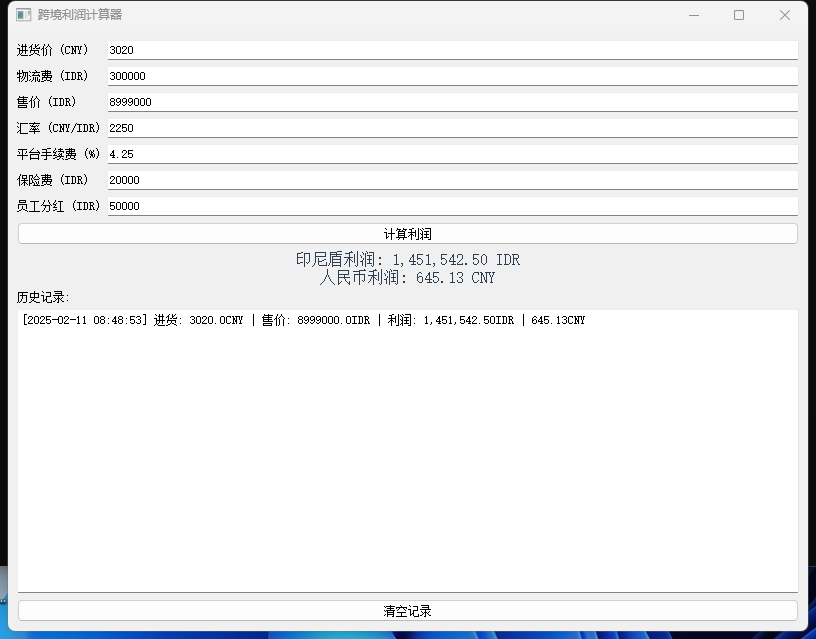 跨境利润计算器
进货价 (CNY) 3020
物流费 (IDR) 300000
售价 (IDR) 8999000
汇率 (CNY/IDR) 2250
平台手续费 (%) 4.25
保险费 (IDR) 20000
员工分红 (IDR) 50000
计算利润
印尼盾利润: 1,451,542.50 IDR
人民币利润: 645.13 CNY
历史记录:
[2025-02-11 08:48:53] 进货: 3020.0CNY | 售价: 8999000.0IDR | 利润: 1,451,542.50IDR | 645.13CNY
清空记录